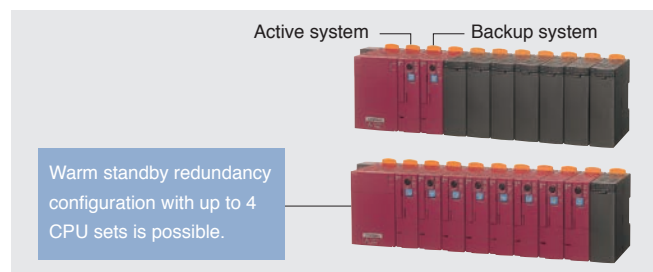 Active system
Backup system
Warm standby redundancy
configuration with up to 4
CPU sets is possible.